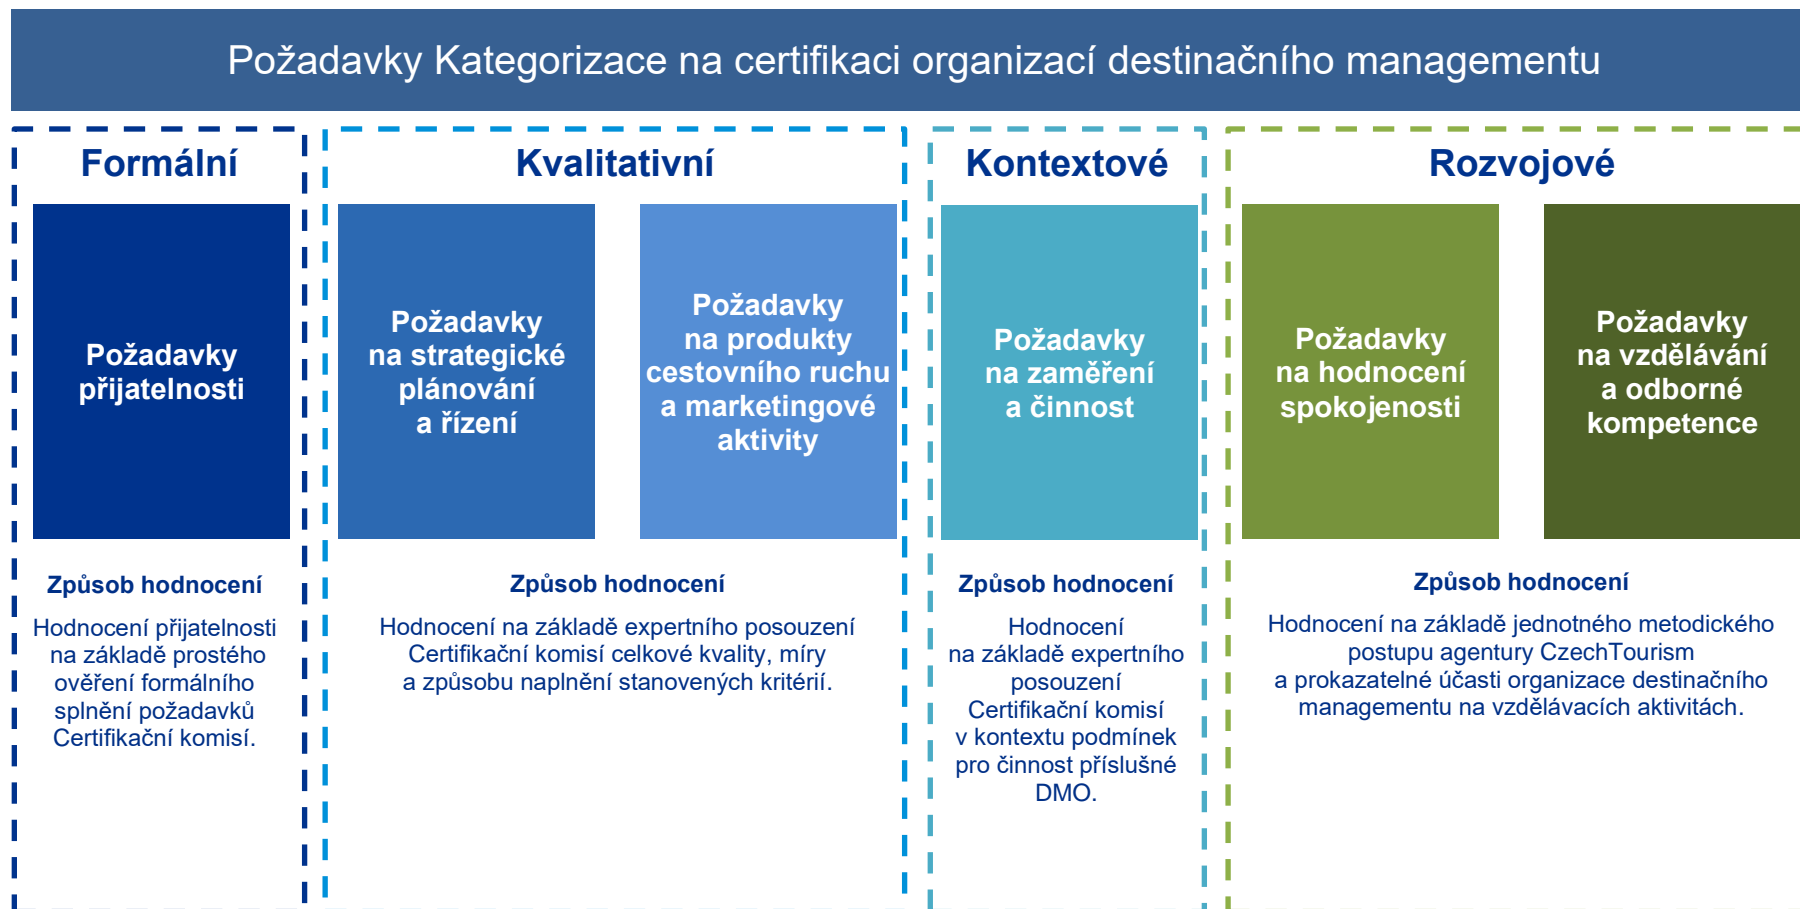 Požadavky Kategorizace na certifikaci organizací destinačního managementu
Formální
Požadavky
přijatelnosti
Způsob hodnocení
Hodnocení přijatelnosti
na základě prostého
ověření formálního
splnění požadavků
Certifikační komisí.
Kvalitativní
Požadavky
na strategické
plánování
a řízení
Požadavky
na produkty
cestovního ruchu
a marketingové
aktivity
Způsob hodnocení
Hodnocení na základě expertního posouzení
Certifikační komisí celkové kvality, míry
a způsobu naplnění stanovených kritérií.
Kontextové
Požadavky
na zaměření
a činnost
Způsob hodnocení
Hodnocení
na základě expertního
posouzení
Certifikační komisí
v kontextu podmínek
pro činnost příslušné
DMO.
Rozvojové
Požadavky
na hodnocení
spokojenosti
Požadavky
na vzdělávání
a odborné
kompetence
Způsob hodnocení
Hodnocení na základě jednotného metodického
postupu agentury CzechTourism
a prokazatelné účasti organizace destinačního
managementu na vzdělávacích aktivitách.